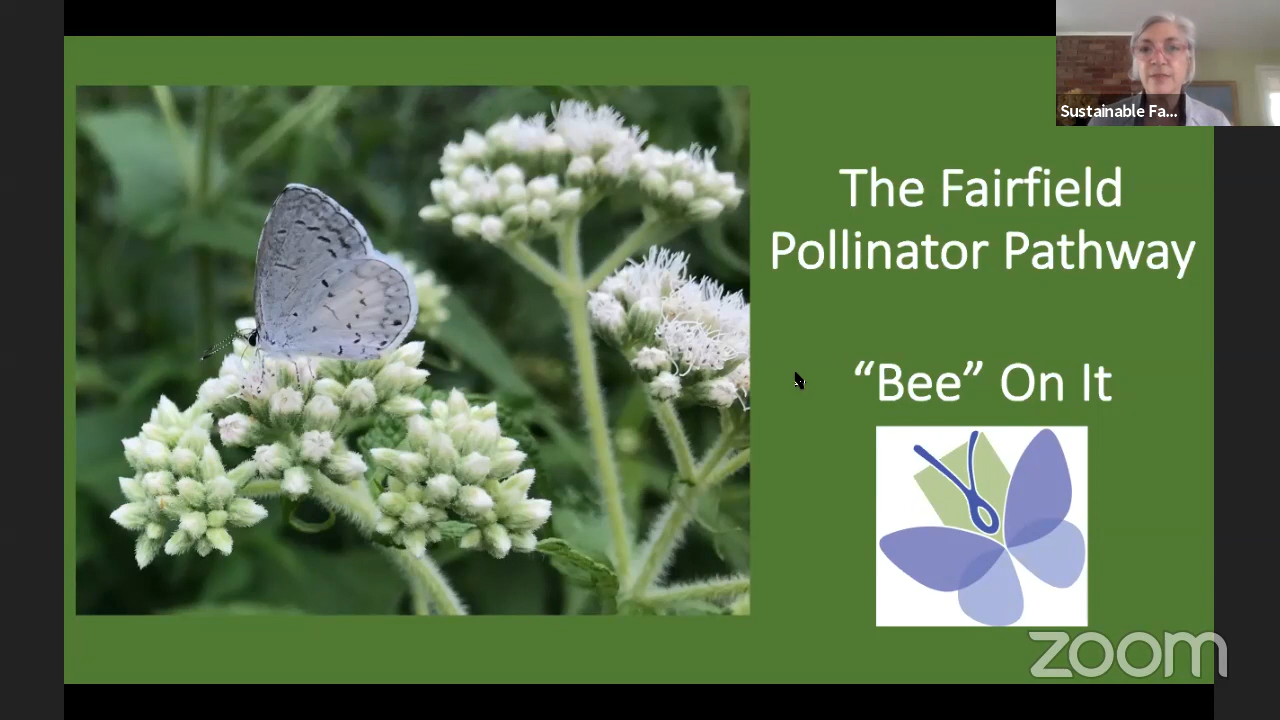 Sustainable Fa...
The Fairfield
Pollinator Pathway
“Bee” On It
zoom